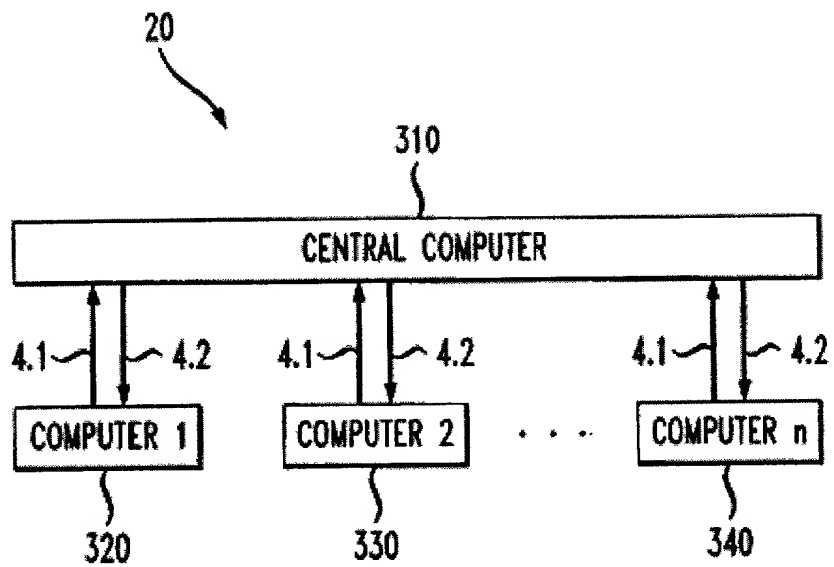 20
310
CENTRAL COMPUTER
4.1 4.2 4.1 4.2 4.1 4.2
COMPUTER 1 COMPUTER 2 . . . COMPUTER n
320 330 340